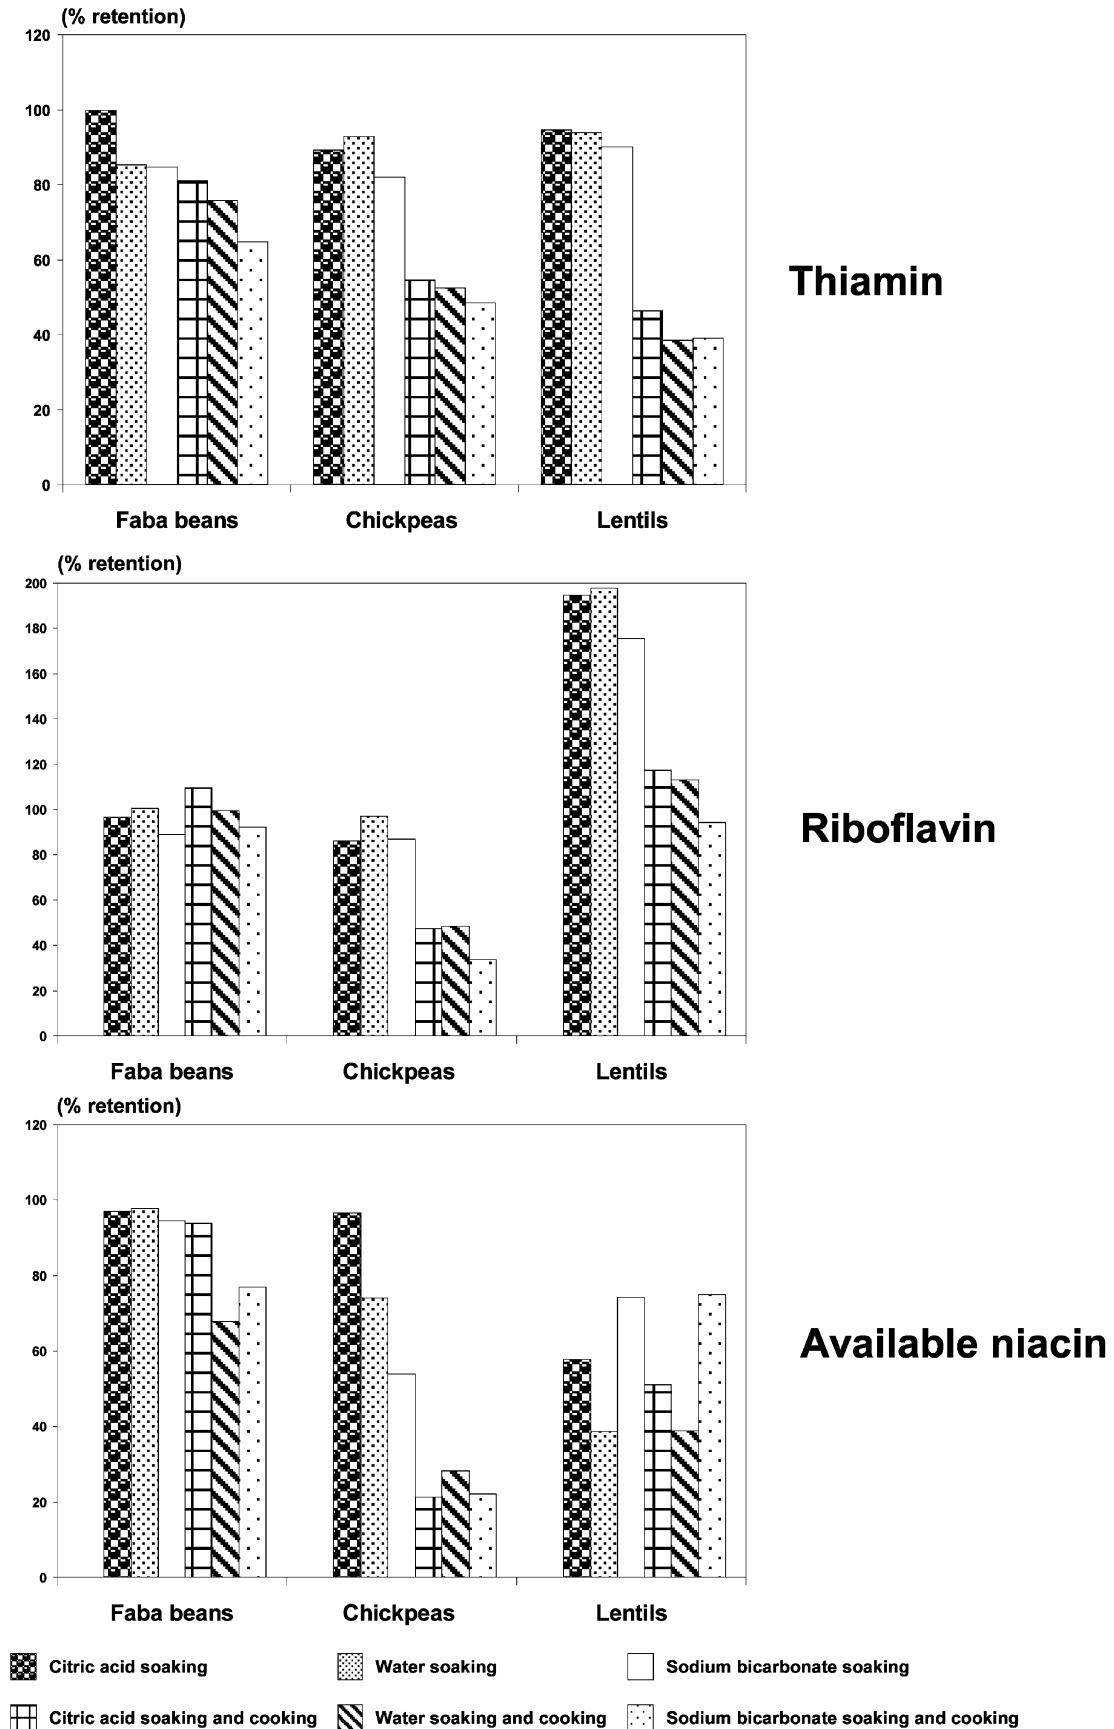 (% retention)
120
100
80
60
40
20
0
Faba beans Chickpeas Lentils
Thiamin
(% retention)
200
180
160
140
120
100
80
60
40
20
0
Faba beans Chickpeas Lentils
Riboflavin
(% retention)
120
100
80
60
40
20
0
Faba beans Chickpeas Lentils
Available niacin
Citric acid soaking Water soaking Sodium bicarbonate soaking
Citric acid soaking and cooking Water soaking and cooking Sodium bicarbonate soaking and cooking